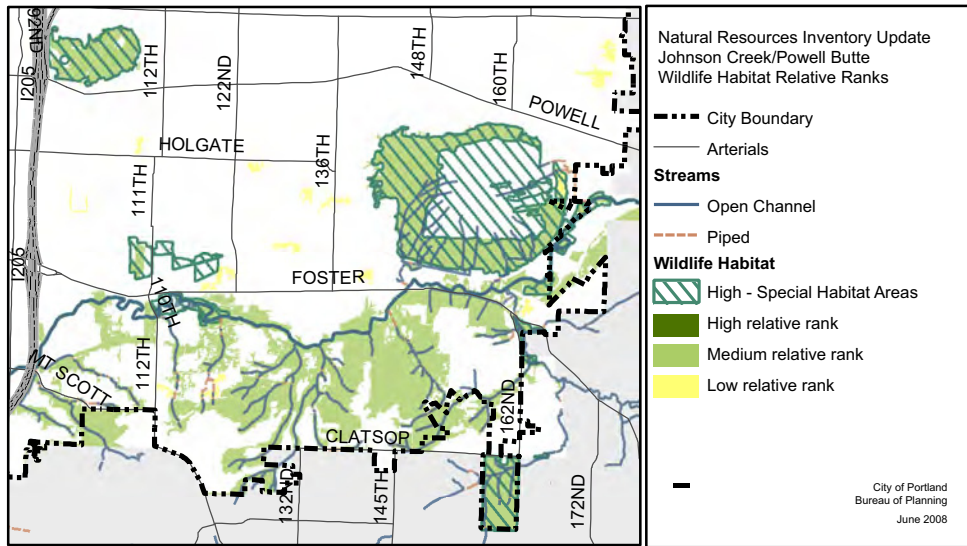 92ND
I205
112TH
122ND
148TH
160TH
POWELL
HOLGATE
136TH
111TH
I205
FOSTER
110TH
112TH
MT SCOTT
162ND
CLATSOP
132ND
145TH
172ND
Natural Resources Inventory Update
Johnson Creek/Powell Butte
Wildlife Habitat Relative Ranks
City Boundary
Arterials
Streams
Open Channel
Piped
Wildlife Habitat
High - Special Habitat Areas
High relative rank
Medium relative rank
Low relative rank
City of Portland
Bureau of Planning
June 2008